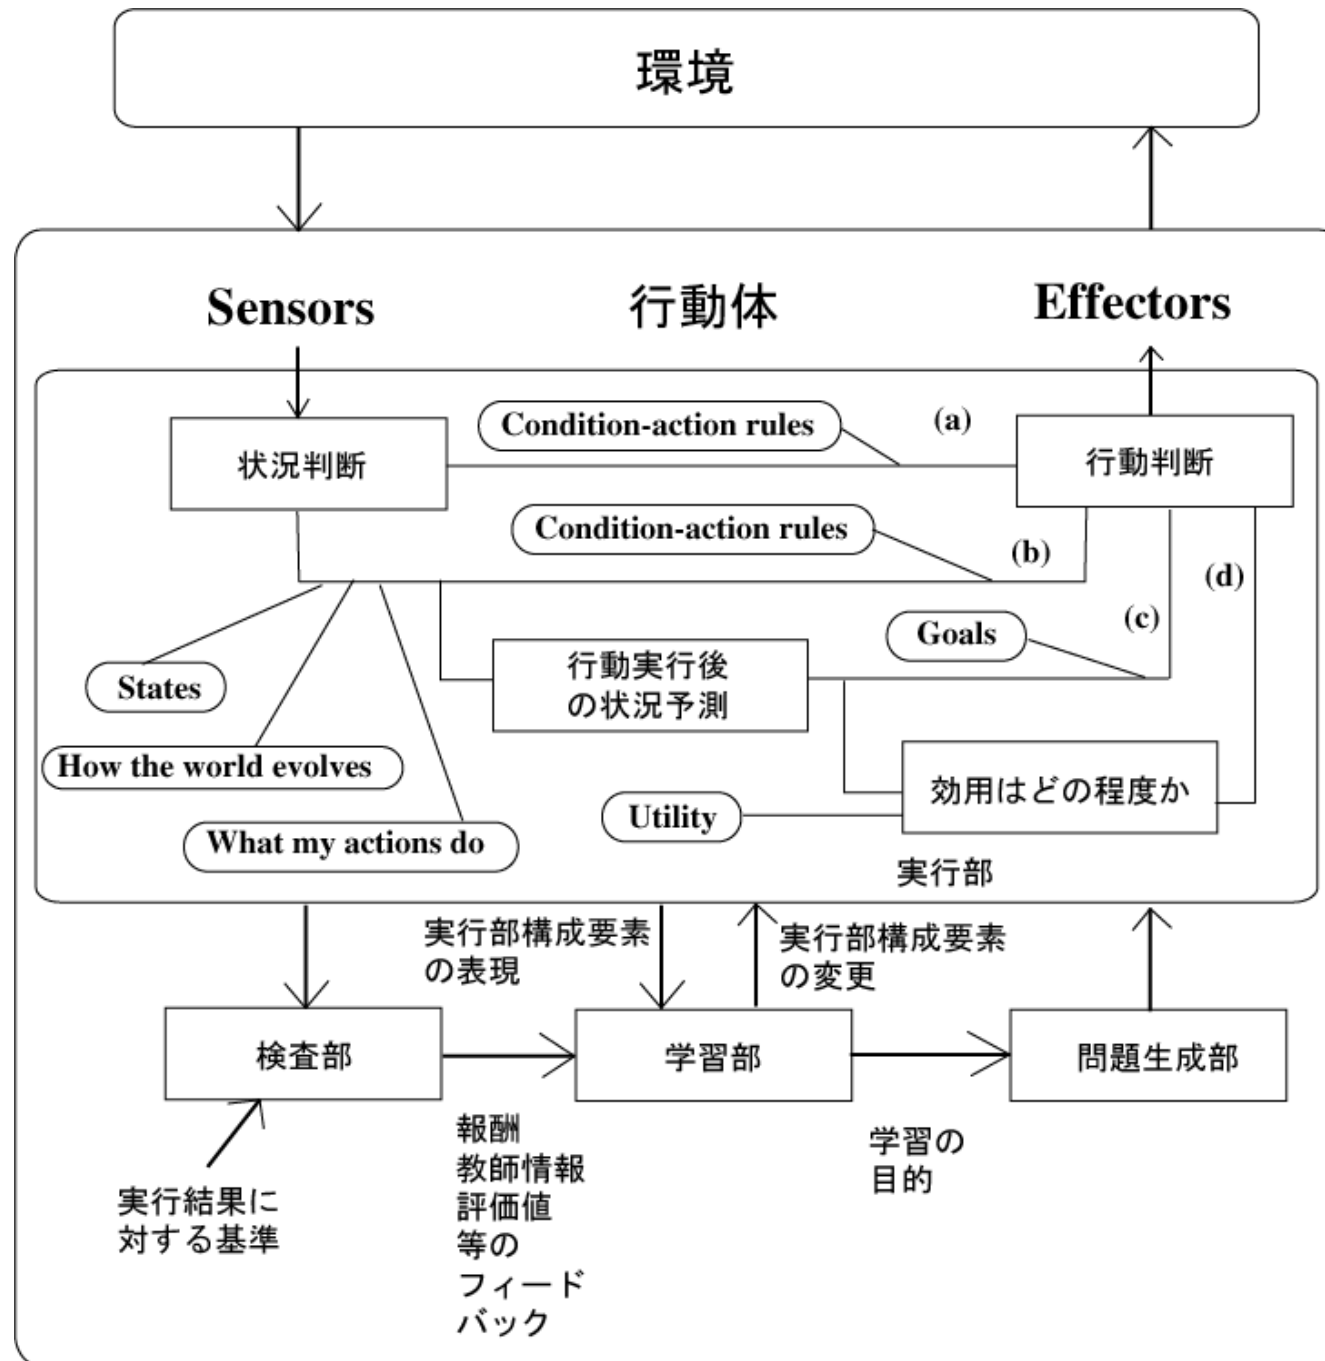 環境
Sensors
行動体
Effectors
Condition-action rules
(a)
状況判断
行動判断
Condition-action rules
(b)
(d)
(c)
Goals
行動実行後
の状況予測
States
How the world evolves
効用はどの程度か
Utility
What my actions do
実行部
実行部構成要素
の表現
実行部構成要素
の変更
検査部
学習部
問題生成部
報酬
教師情報
評価値
等の
フィード
バック
学習の
目的
実行結果に
対する基準